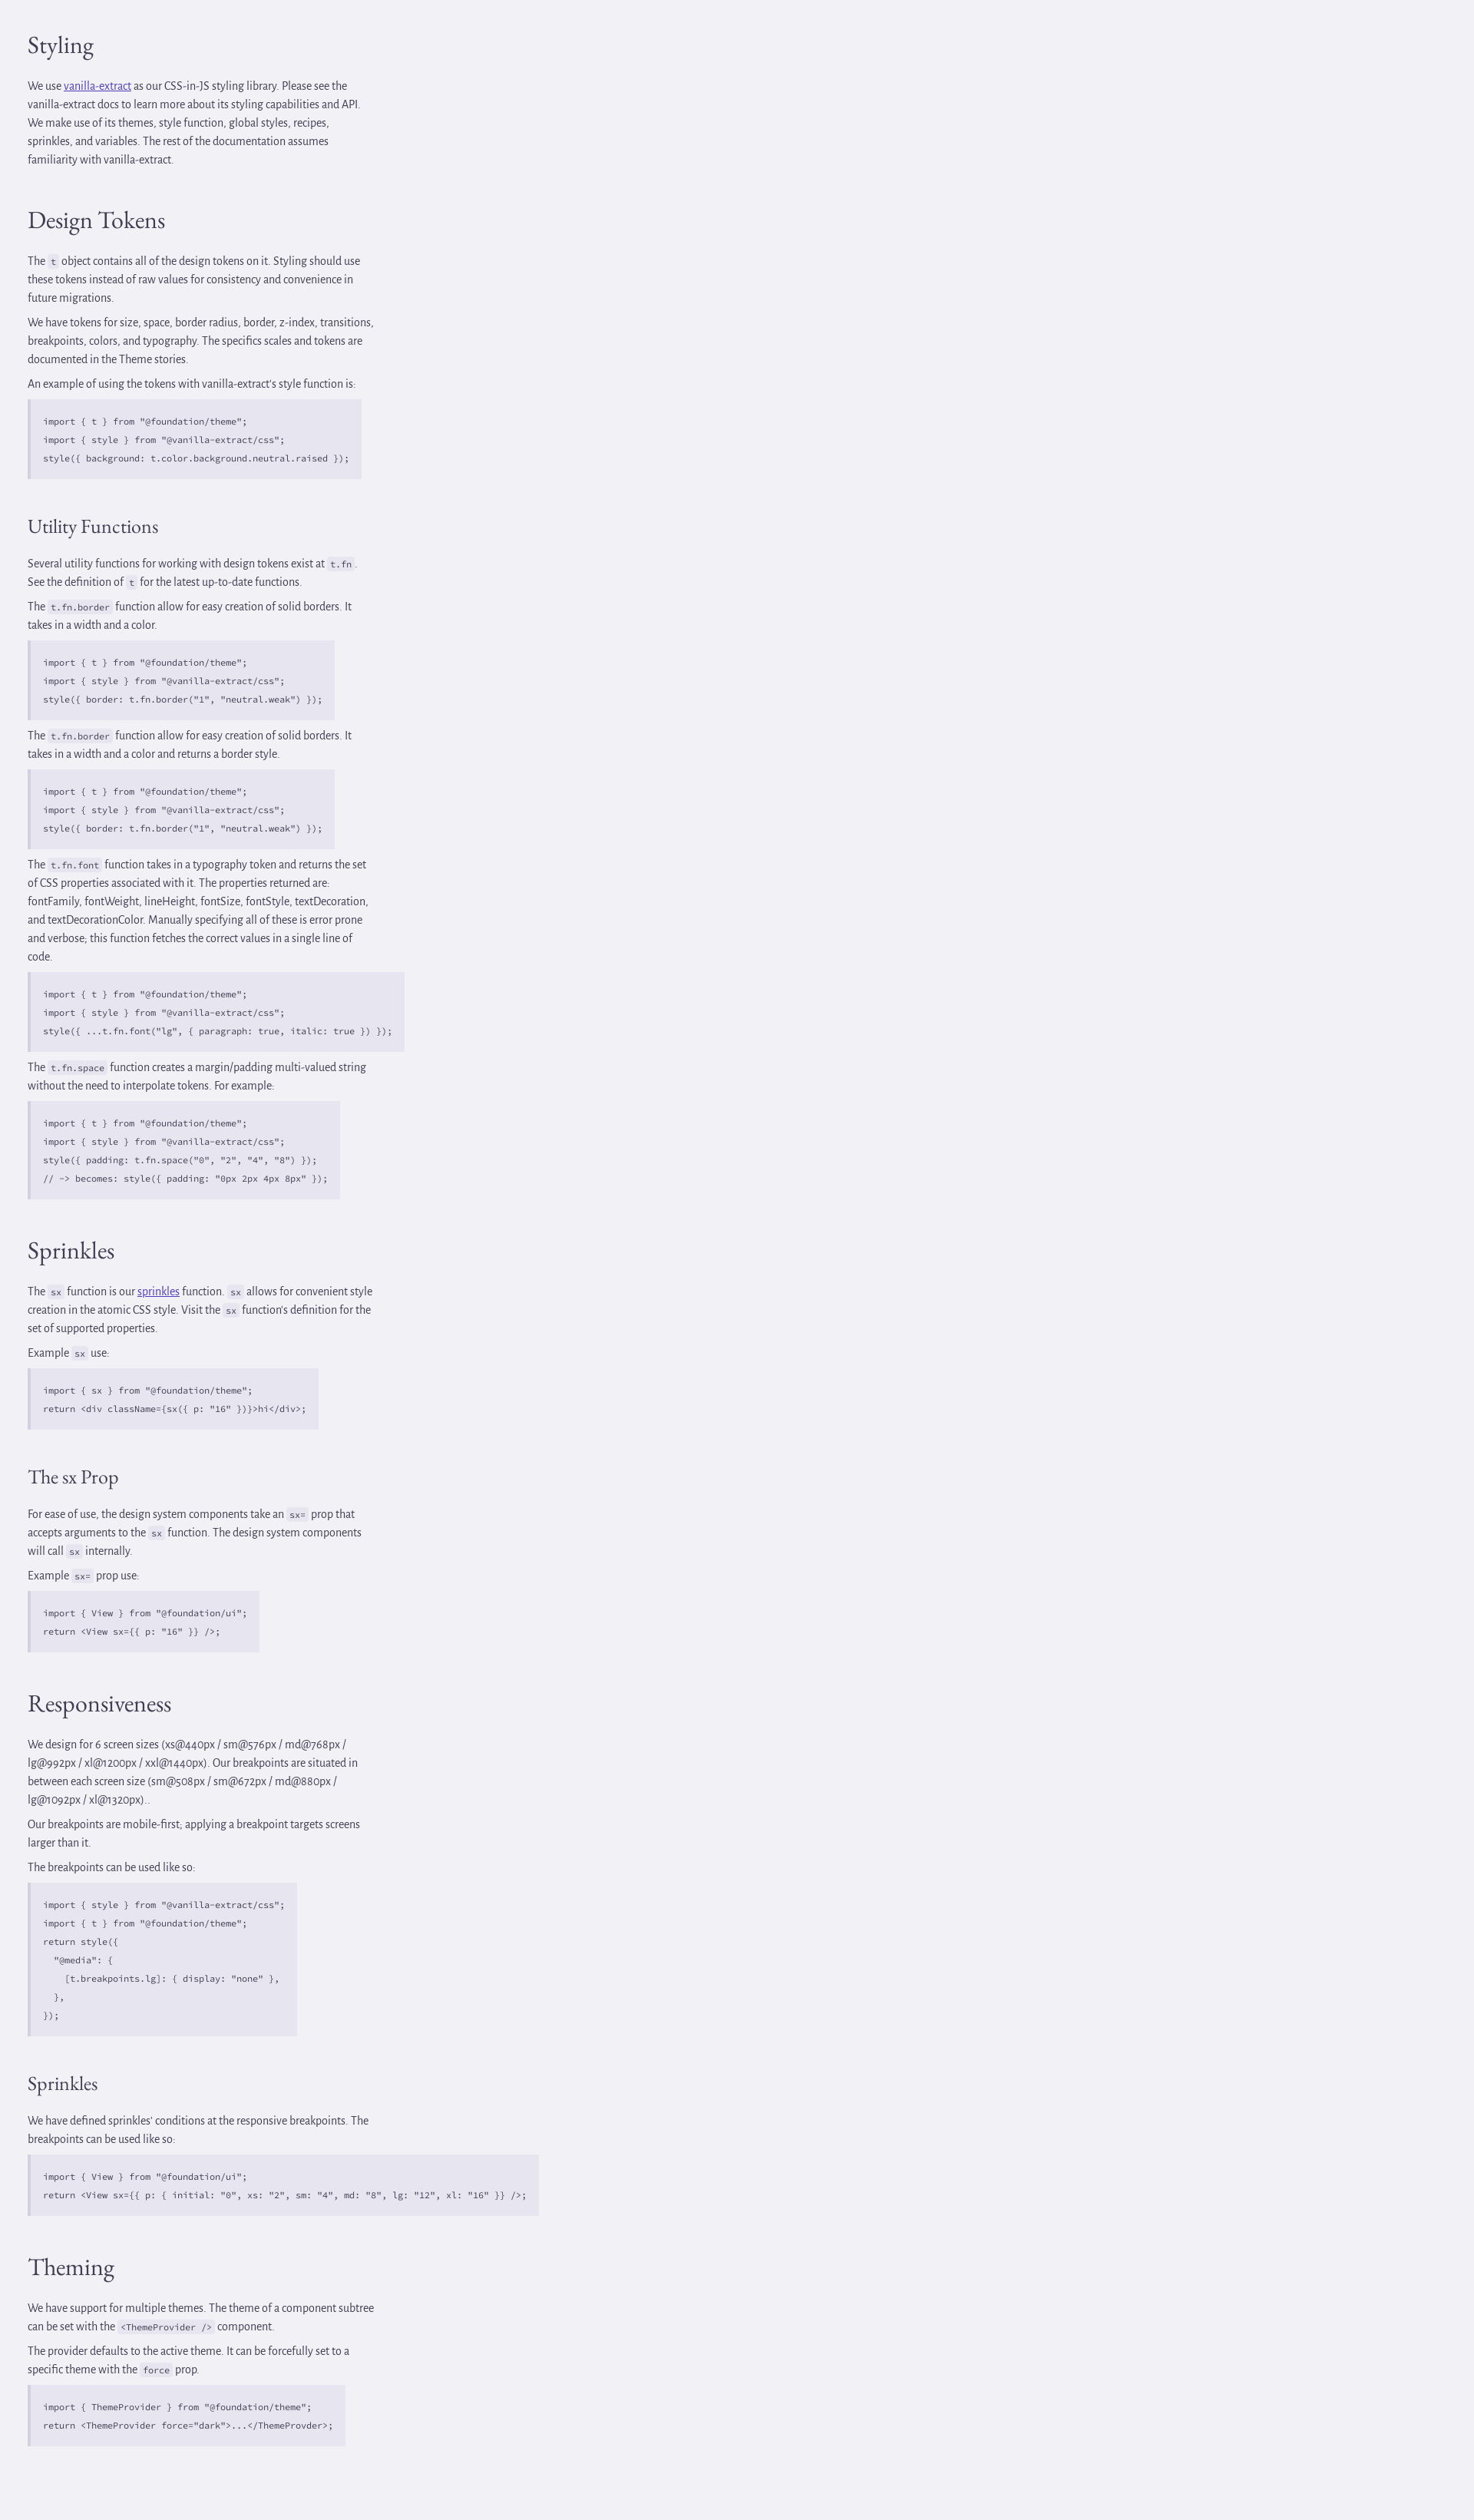 Styling
We use vanilla-extract as our CSS-in-JS styling library. Please see the
vanilla-extract docs to learn more about its styling capabilities and API.
We make use of its themes, style function, global styles, recipes,
sprinkles, and variables. The rest of the documentation assumes
familiarity with vanilla-extract.
Design Tokens
The t object contains all of the design tokens on it. Styling should use
these tokens instead of raw values for consistency and convenience in
future migrations.
We have tokens for size, space, border radius, border, z-index, transitions,
breakpoints, colors, and typography. The specifics scales and tokens are
documented in the Theme stories.
An example of using the tokens with vanilla-extract's style function is:
import { t } from "@foundation/theme";
import { style } from "@vanilla-extract/css";
style({ background: t.color.background.neutral.raised });
Utility Functions
Several utility functions for working with design tokens exist at t.fn.
See the definition of t for the latest up-to-date functions.
The t.fn.border function allow for easy creation of solid borders. It
takes in a width and a color.
import { t } from "@foundation/theme";
import { style } from "@vanilla-extract/css";
style({ border: t.fn.border("1", "neutral.weak") });
The t.fn.border function allow for easy creation of solid borders. It
takes in a width and a color and returns a border style.
import { t } from "@foundation/theme";
import { style } from "@vanilla-extract/css";
style({ border: t.fn.border("1", "neutral.weak") });
The t.fn.font function takes in a typography token and returns the set
of CSS properties associated with it. The properties returned are:
fontFamily, fontWeight, lineHeight, fontSize, fontStyle, textDecoration,
and textDecorationColor. Manually specifying all of these is error prone
and verbose; this function fetches the correct values in a single line of
code.
import { t } from "@foundation/theme";
import { style } from "@vanilla-extract/css";
style({ ...t.fn.font("lg", { paragraph: true, italic: true }) });
The t.fn.space function creates a margin/padding multi-valued string
without the need to interpolate tokens. For example:
import { t } from "@foundation/theme";
import { style } from "@vanilla-extract/css";
style({ padding: t.fn.space("0", "2", "4", "8") });
// -> becomes: style({ padding: "0px 2px 4px 8px" });
Sprinkles
The sx function is our sprinkles function. sx allows for convenient style
creation in the atomic CSS style. Visit the sx function's definition for the
set of supported properties.
Example sx use:
import { sx } from "@foundation/theme";
return <div className={sx({ p: "16" })}>hi</div>;
The sx Prop
For ease of use, the design system components take an sx= prop that
accepts arguments to the sx function. The design system components
will call sx internally.
Example sx= prop use:
import { View } from "@foundation/ui";
return <View sx={{ p: "16" }} />;
Responsiveness
We design for 6 screen sizes (xs@440px / sm@576px / md@768px /
lg@992px / xl@1200px / xxl@1440px). Our breakpoints are situated in
between each screen size (sm@508px / sm@672px / md@880px /
lg@1092px / xl@1320px)..
Our breakpoints are mobile-first; applying a breakpoint targets screens
larger than it.
The breakpoints can be used like so:
import { style } from "@vanilla-extract/css";
import { t } from "@foundation/theme";
return style({
"@media": {
[t.breakpoints.lg]: { display: "none" },
},
});
Sprinkles
We have defined sprinkles' conditions at the responsive breakpoints. The
breakpoints can be used like so:
import { View } from "@foundation/ui";
return <View sx={{ p: { initial: "0", xs: "2", sm: "4", md: "8", lg: "12", xl: "16" }} />;
Theming
We have support for multiple themes. The theme of a component subtree
can be set with the <ThemeProvider /> component.
The provider defaults to the active theme. It can be forcefully set to a
specific theme with the force prop.
import { ThemeProvider } from "@foundation/theme";
return <ThemeProvider force="dark">...</ThemeProvder>;